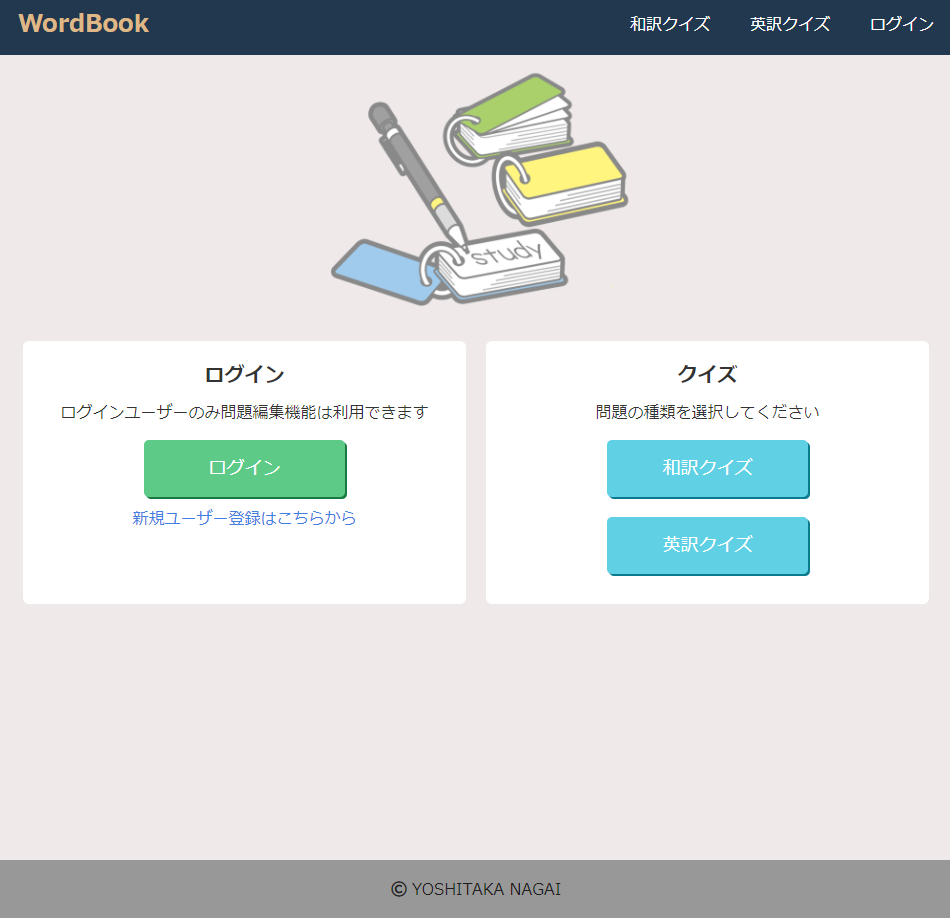 WordBook
和訳クイズ 英訳クイズ ログイン
study
ログイン
ログインユーザーのみ問題編集機能は利用できます
ログイン
新規ユーザー登録はこちらから
クイズ
問題の種類を選択してください
和訳クイズ
英訳クイズ
© YOSHITAKA NAGAI